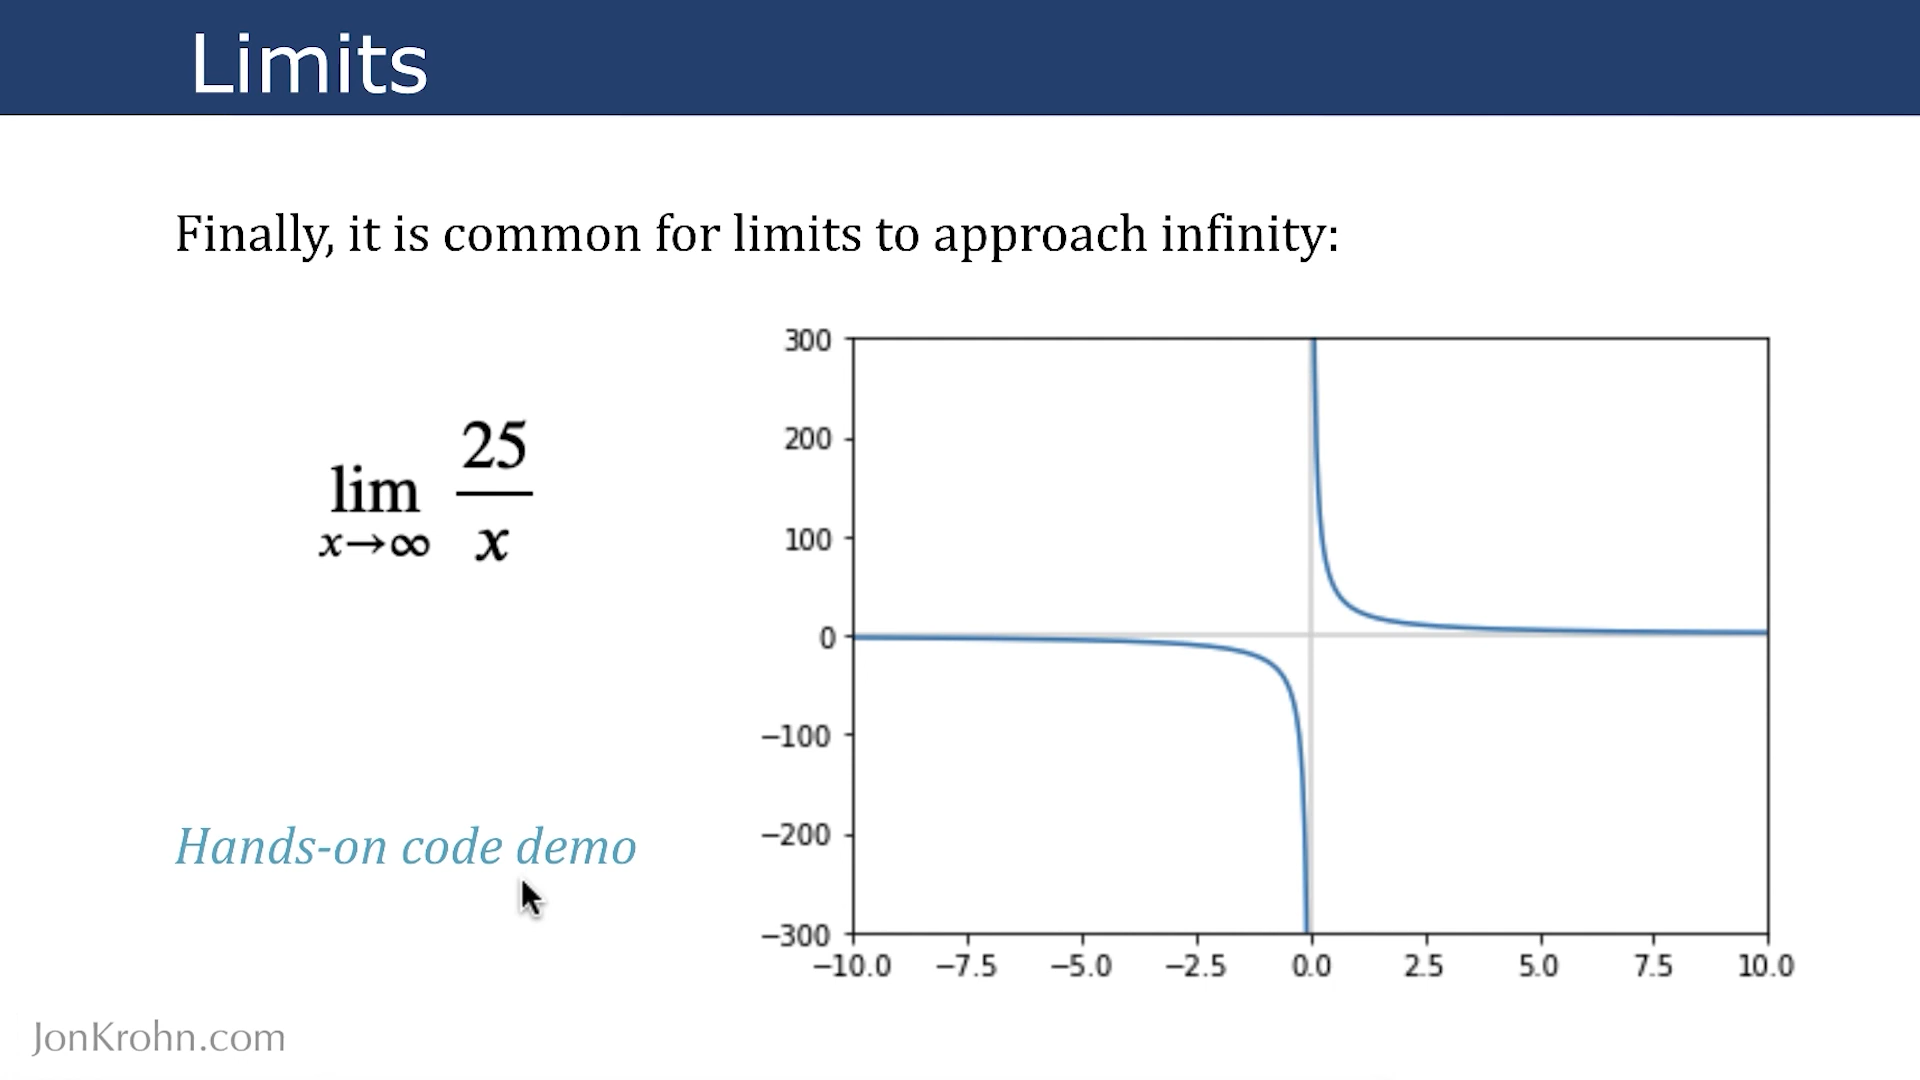 Limits
Finally, it is common for limits to approach infinity:
lim x→∞ 25/x
300
200
100
0
−100
−200
−300
−10.0 −7.5 −5.0 −2.5 0.0 2.5 5.0 7.5 10.0
Hands-on code demo
JonKrohn.com